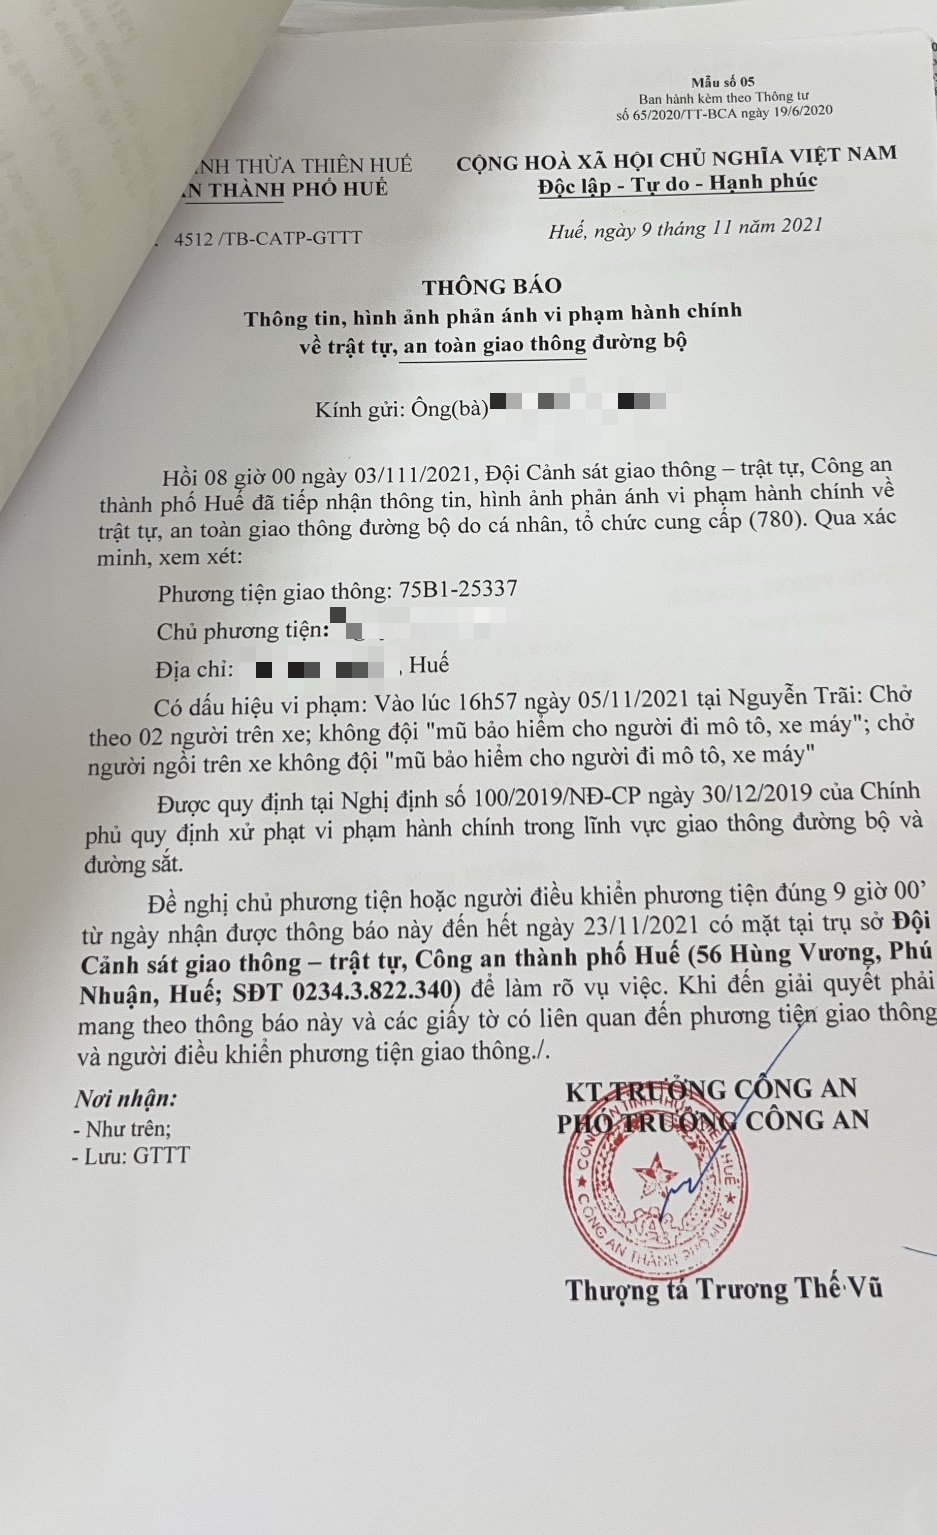 Mẫu số 05
Ban hành kèm theo Thông tư
số 65/2020/TT-BCA ngày 19/6/2020
NH THỪA THIÊN HUẾ
CỘNG HOÀ XÃ HỘI CHỦ NGHĨA VIỆT NAM
N THÀNH PHỐ HUẾ
Độc lập - Tự do - Hạnh phúc
4512 /TB-CATP-GTTT
Huế, ngày 9 tháng 11 năm 2021
THÔNG BÁO
Thông tin, hình ảnh phản ánh vi phạm hành chính
về trật tự, an toàn giao thông đường bộ
Kính gửi: Ông(bà)
Hồi 08 giờ 00 ngày 03/111/2021, Đội Cảnh sát giao thông – trật tự, Công an
thành phố Huế đã tiếp nhận thông tin, hình ảnh phản ánh vi phạm hành chính về
trật tự, an toàn giao thông đường bộ do cá nhân, tổ chức cung cấp (780). Qua xác
minh, xem xét:
Phương tiện giao thông: 75B1-25337
Chủ phương tiện:
Địa chỉ: , Huế
Có dấu hiệu vi phạm: Vào lúc 16h57 ngày 05/11/2021 tại Nguyễn Trãi: Chở
theo 02 người trên xe; không đội "mũ bảo hiểm cho người đi mô tô, xe máy"; chở
người ngồi trên xe không đội "mũ bảo hiểm cho người đi mô tô, xe máy"
Được quy định tại Nghị định số 100/2019/NĐ-CP ngày 30/12/2019 của Chính
phủ quy định xử phạt vi phạm hành chính trong lĩnh vực giao thông đường bộ và
đường sắt.
Đề nghị chủ phương tiện hoặc người điều khiển phương tiện đúng 9 giờ 00’
từ ngày nhận được thông báo này đến hết ngày 23/11/2021 có mặt tại trụ sở Đội
Cảnh sát giao thông – trật tự, Công an thành phố Huế (56 Hùng Vương, Phú
Nhuận, Huế; SĐT 0234.3.822.340) để làm rõ vụ việc. Khi đến giải quyết phải
mang theo thông báo này và các giấy tờ có liên quan đến phương tiện giao thông
và người điều khiển phương tiện giao thông./.
Nơi nhận:
- Như trên;
- Lưu: GTTT
KT.TRƯỞNG CÔNG AN
PHÓ TRƯỞNG CÔNG AN
CÔNG AN THÀNH PHỐ HUẾ
Thượng tá Trương Thế Vũ